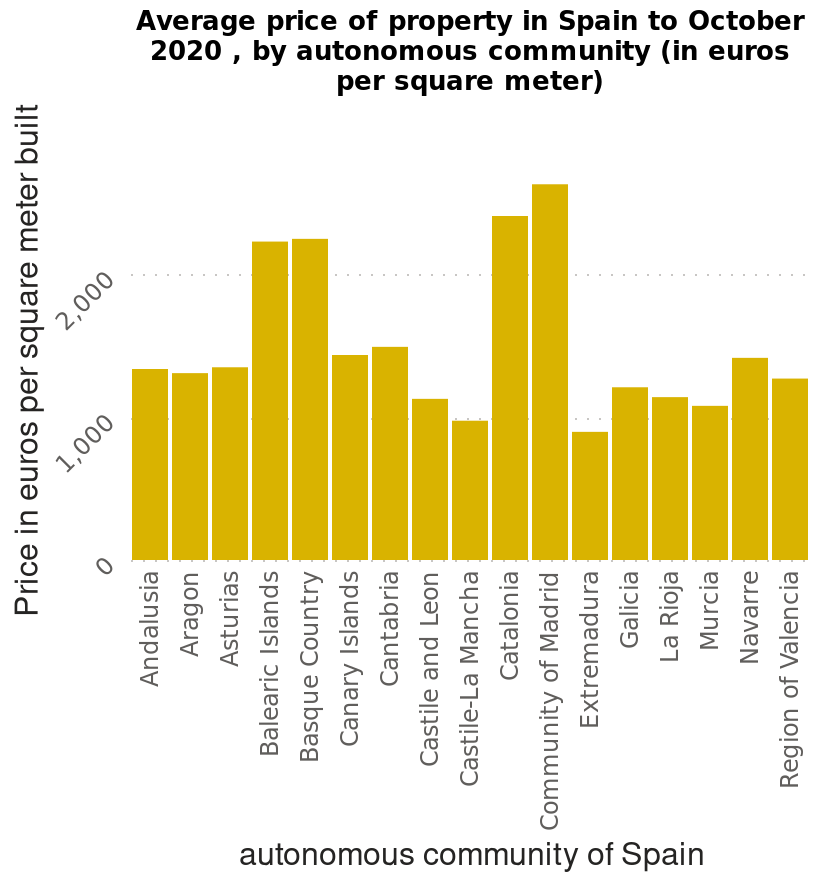 Average price of property in Spain to October
2020 , by autonomous community (in euros
per square meter)
Price in euros per square meter built
2,000
1,000
0
Andalusia
Aragon
Asturias
Balearic Islands
Basque Country
Canary Islands
Cantabria
Castile and Leon
Castile-La Mancha
Catalonia
Community of Madrid
Extremadura
Galicia
La Rioja
Murcia
Navarre
Region of Valencia
autonomous community of Spain